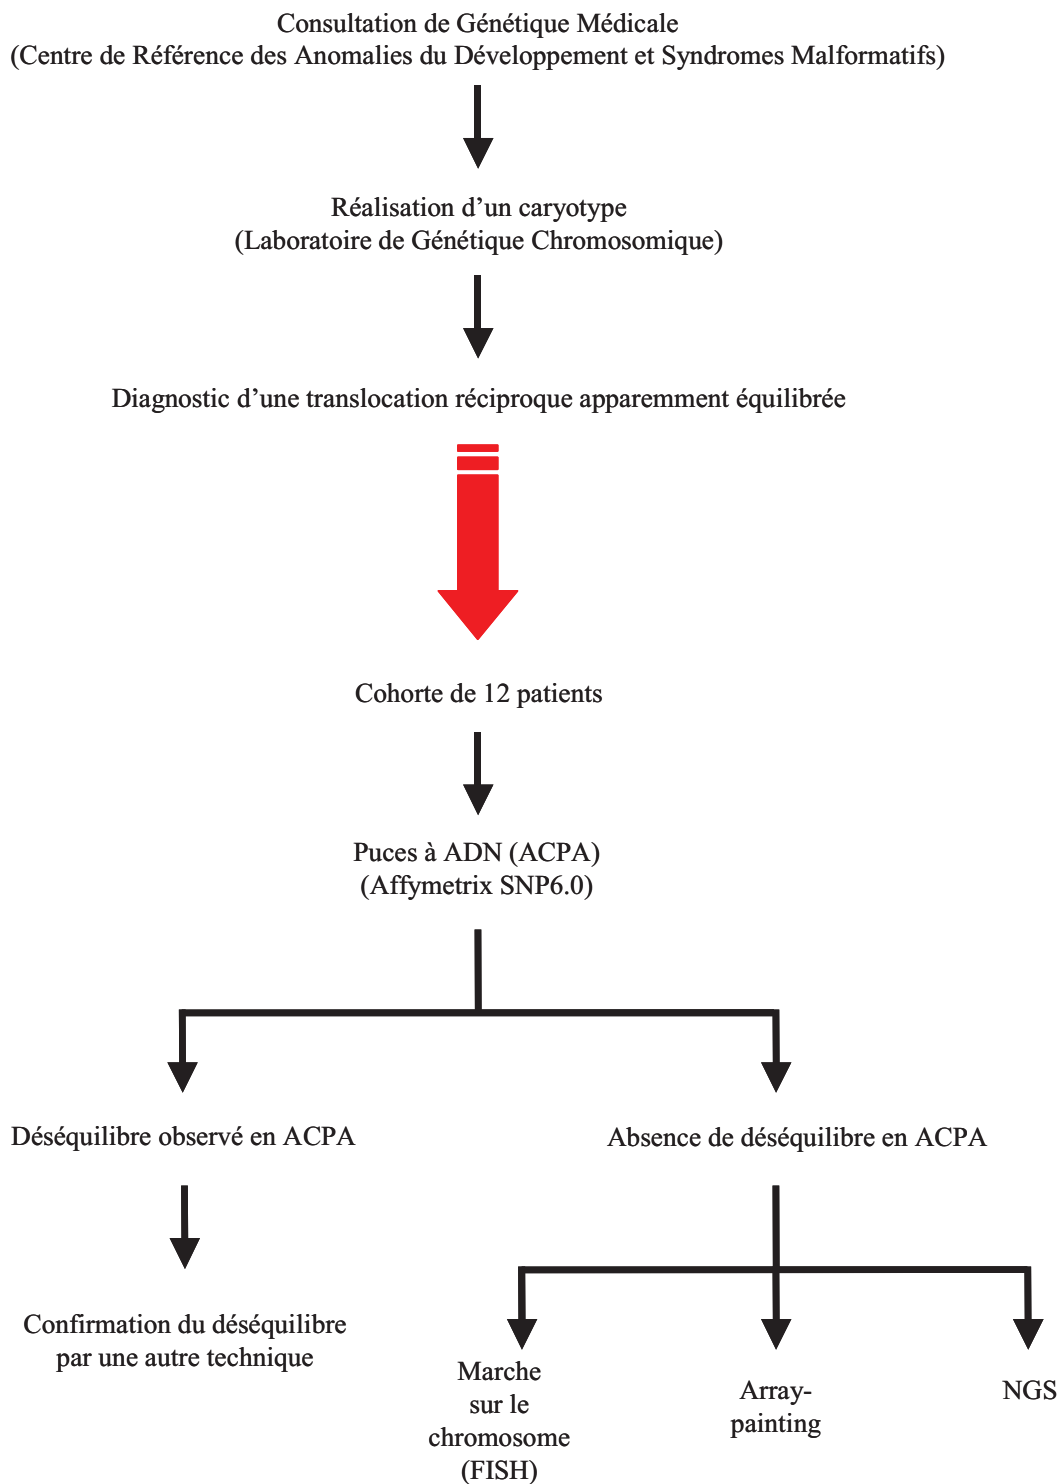 Consultation de Génétique Médicale
(Centre de Référence des Anomalies du Développement et Syndromes Malformatifs)
Réalisation d’un caryotype
(Laboratoire de Génétique Chromosomique)
Diagnostic d’une translocation réciproque apparemment équilibrée
Cohorte de 12 patients
Puces à ADN (ACPA)
(Affymetrix SNP6.0)
Déséquilibre observé en ACPA
Absence de déséquilibre en ACPA
Confirmation du déséquilibre
par une autre technique
Marche
sur le
chromosome
(FISH)
Array-
painting
NGS